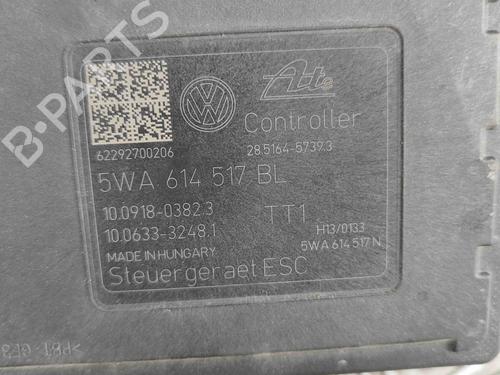 B-PARTS
Ate
62292700206
Controller
28.5164-5739.3
5WA 614 517 BL
10.0918-0382.3
TT1
10.0633-3248.1
H13/0133
MADE IN HUNGARY
5WA 614 517 N
Steuergeraet ESC